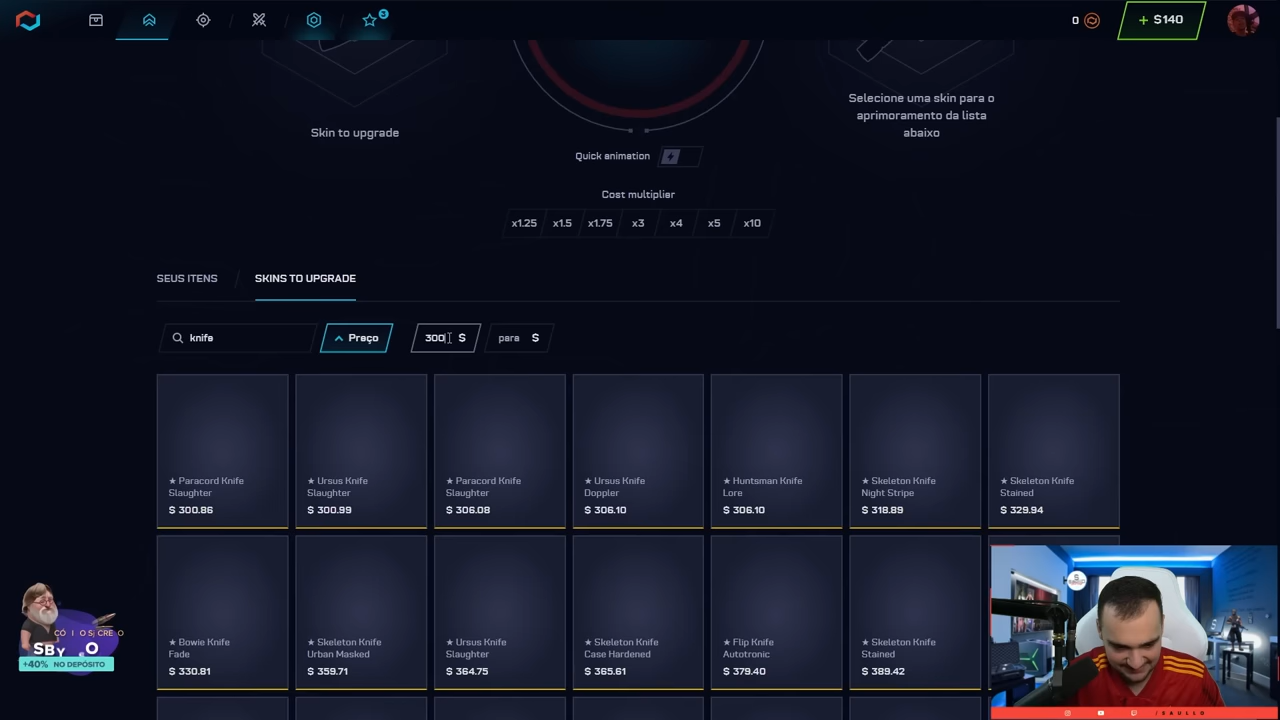 3
0
+ $140
Skin to upgrade
Selecione uma skin para o
aprimoramento da lista
abaixo
Quick animation
Cost multiplier
x1.25 x1.5 x1.75 x3 x4 x5 x10
SEUS ITENS / SKINS TO UPGRADE
knife
Preço
300 $
para $
★ Paracord Knife
Slaughter
$ 300.86
★ Ursus Knife
Slaughter
$ 300.99
★ Paracord Knife
Slaughter
$ 306.08
★ Ursus Knife
Doppler
$ 306.10
★ Huntsman Knife
Lore
$ 306.10
★ Skeleton Knife
Night Stripe
$ 318.89
★ Skeleton Knife
Stained
$ 329.94
★ Bowie Knife
Fade
$ 330.81
★ Skeleton Knife
Urban Masked
$ 359.71
★ Ursus Knife
Slaughter
$ 364.75
★ Skeleton Knife
Case Hardened
$ 365.61
★ Flip Knife
Autotronic
$ 379.40
★ Skeleton Knife
Stained
$ 389.42
+40% NO DEPÓSITO
/SAULLO